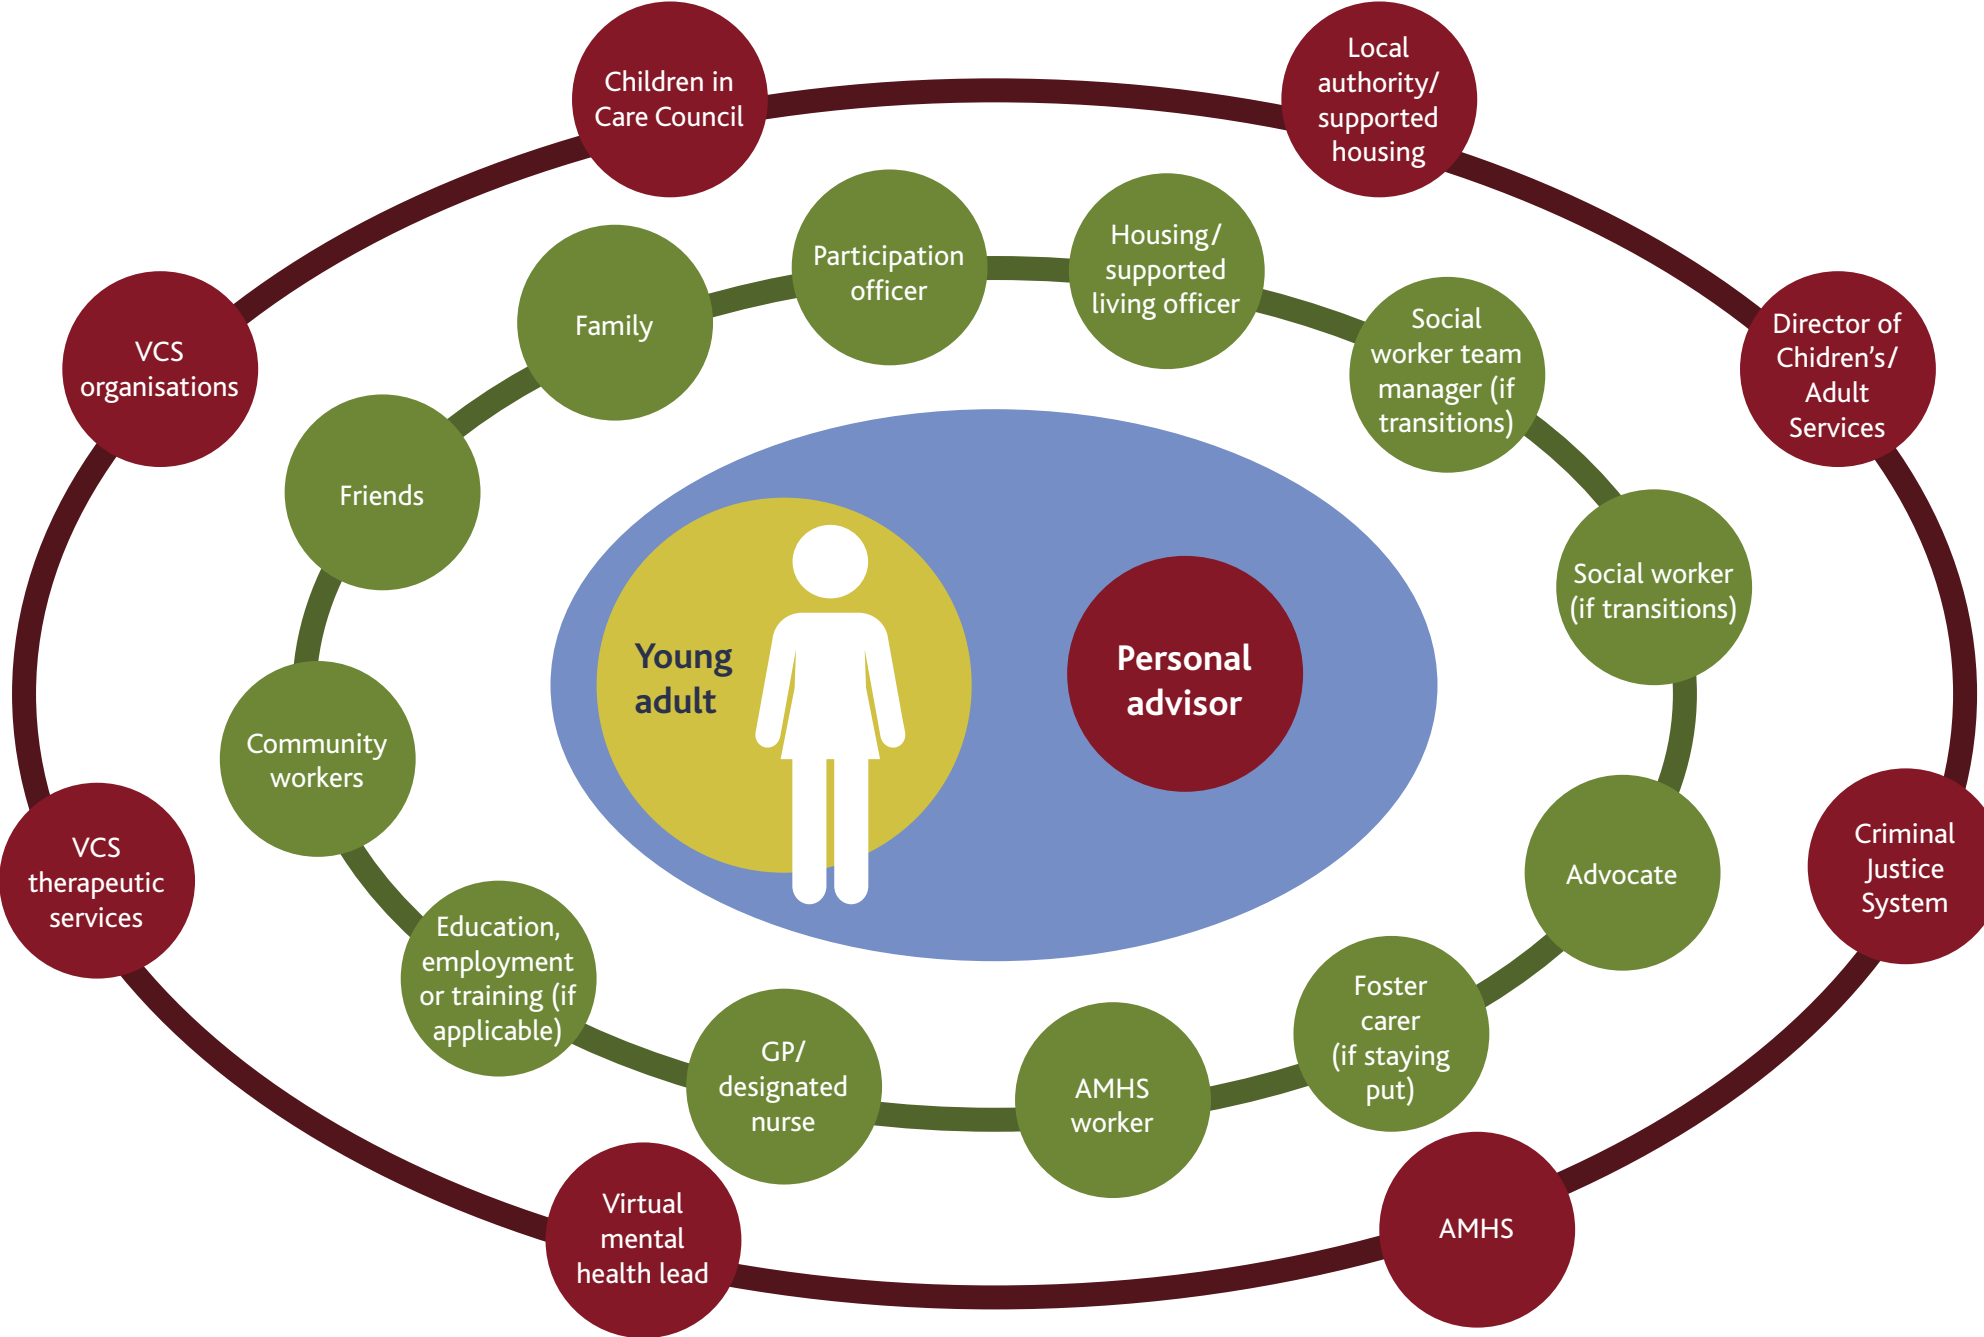 Children in
Care Council
Local
authority/
supported
housing
Participation
officer
Housing/
supported
living officer
Family
Social
worker team
manager (if
transitions)
Director of
Chidren’s/
Adult
Services
VCS
organisations
Friends
Social worker
(if transitions)
Young
adult
Personal
advisor
Community
workers
Advocate
Criminal
Justice
System
VCS
therapeutic
services
Education,
employment
or training (if
applicable)
Foster
carer
(if staying
put)
GP/
designated
nurse
AMHS
worker
Virtual
mental
health lead
AMHS